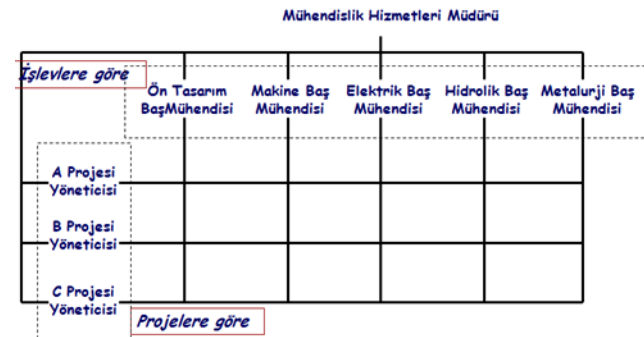 Mühendislik Hizmetleri Müdürü
İşlevlere göre
Ön Tasarım
BaşMühendisi
Makine Baş
Mühendisi
Elektrik Baş
Mühendisi
Hidrolik Baş
Mühendisi
Metalurji Baş
Mühendisi
A Projesi
Yöneticisi
B Projesi
Yöneticisi
C Projesi
Yöneticisi
Projelere göre